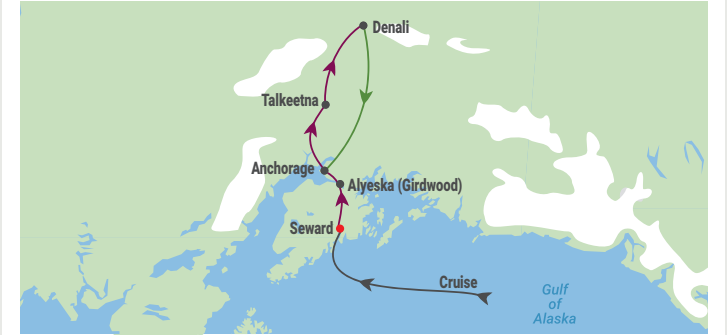 Denali
Talkeetna
Anchorage
Alyeska (Girdwood)
Seward
Cruise
Gulf
of
Alaska